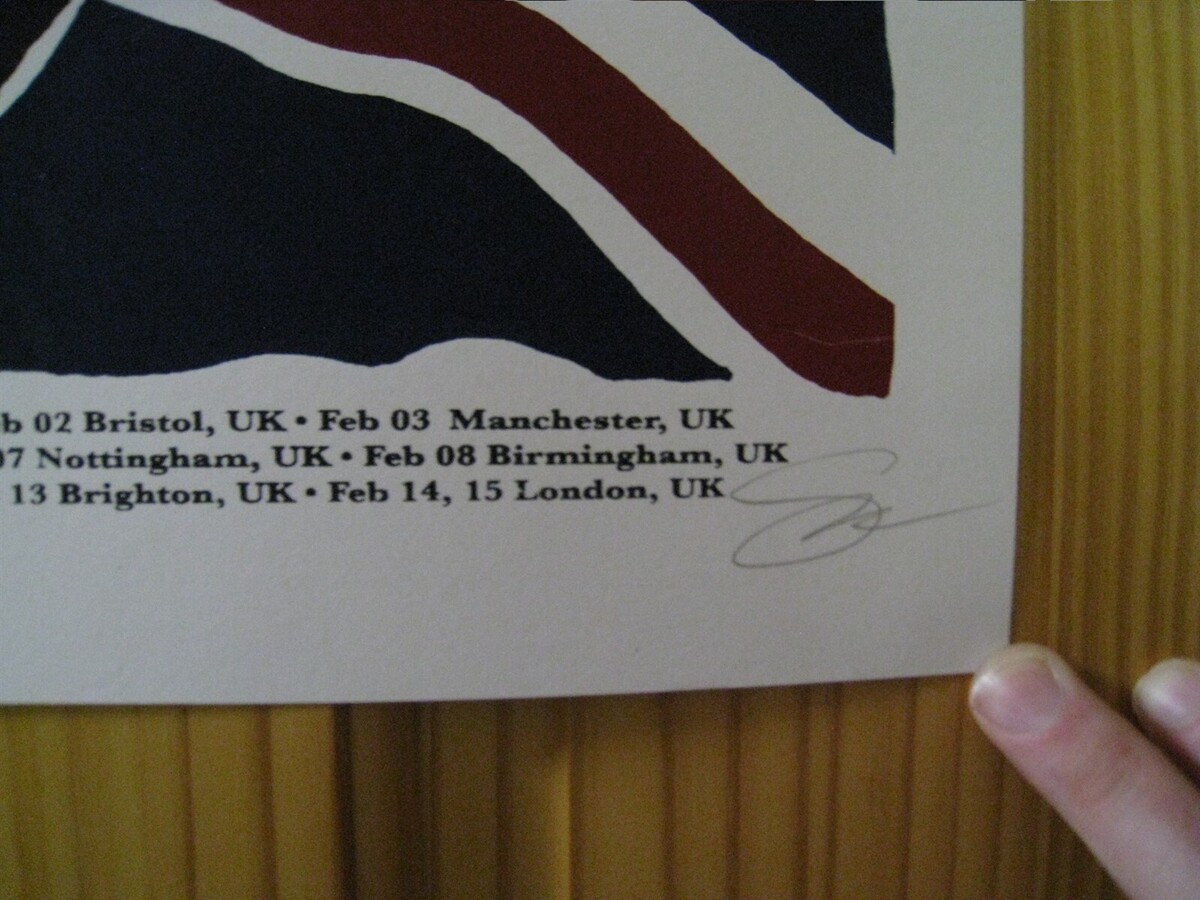 02 Bristol, UK • Feb 03 Manchester, UK
07 Nottingham, UK • Feb 08 Birmingham, UK
13 Brighton, UK • Feb 14, 15 London, UK